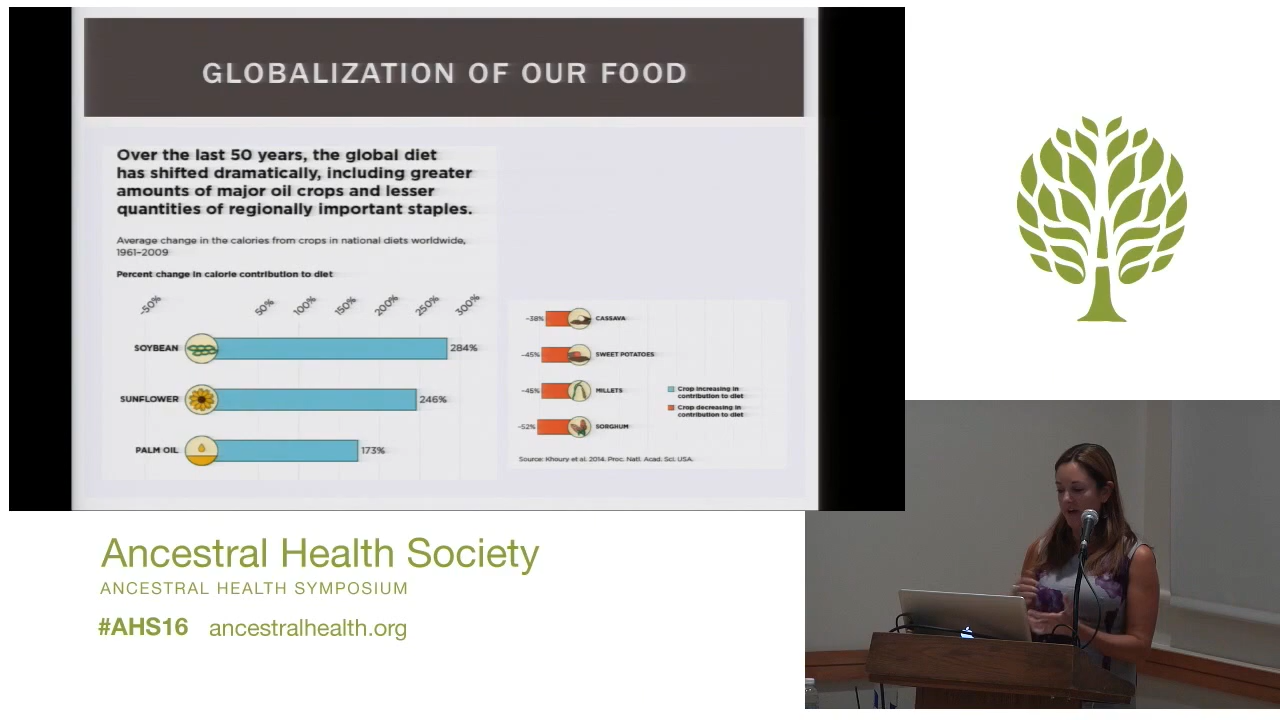 GLOBALIZATION OF OUR FOOD
Over the last 50 years, the global diet
has shifted dramatically, including greater
amounts of major oil crops and lesser
quantities of regionally important staples.
Average change in the calories from crops in national diets worldwide,
1961–2009
Percent change in calorie contribution to diet
-50% 50% 100% 150% 200% 250% 300%
SOYBEAN 284%
SUNFLOWER 246%
PALM OIL 173%
-38% CASSAVA
-45% SWEET POTATOES
-45% MILLETS
-52% SORGHUM
Crop increasing in
contribution to diet
Crop decreasing in
contribution to diet
Source: Khoury et al. 2014. Proc. Natl. Acad. Sci. USA.
Ancestral Health Society
ANCESTRAL HEALTH SYMPOSIUM
#AHS16 ancestralhealth.org